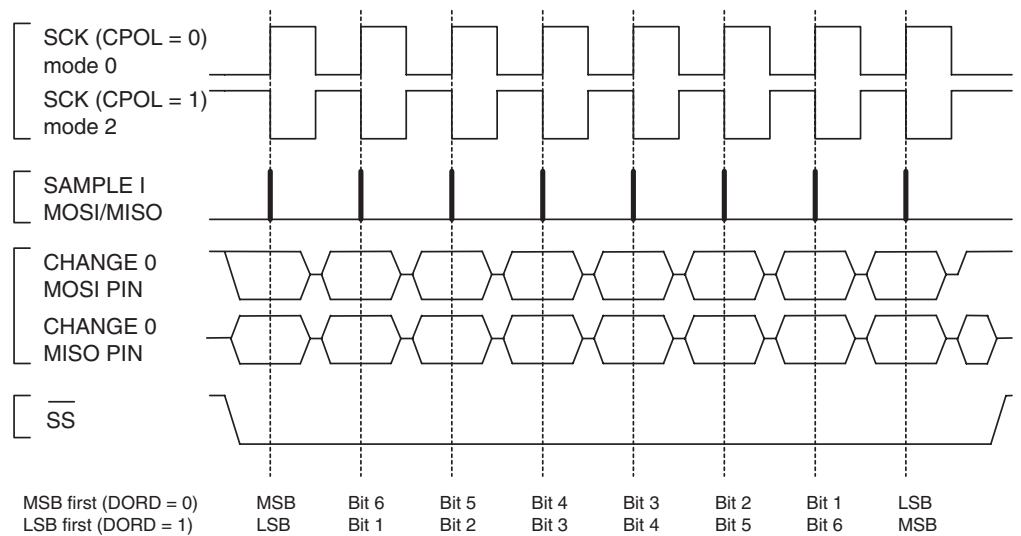 SCK (CPOL = 0)
mode 0
SCK (CPOL = 1)
mode 2
SAMPLE I
MOSI/MISO
CHANGE 0
MOSI PIN
CHANGE 0
MISO PIN
SS
MSB first (DORD = 0) MSB Bit 6 Bit 5 Bit 4 Bit 3 Bit 2 Bit 1 LSB
LSB first (DORD = 1) LSB Bit 1 Bit 2 Bit 3 Bit 4 Bit 5 Bit 6 MSB